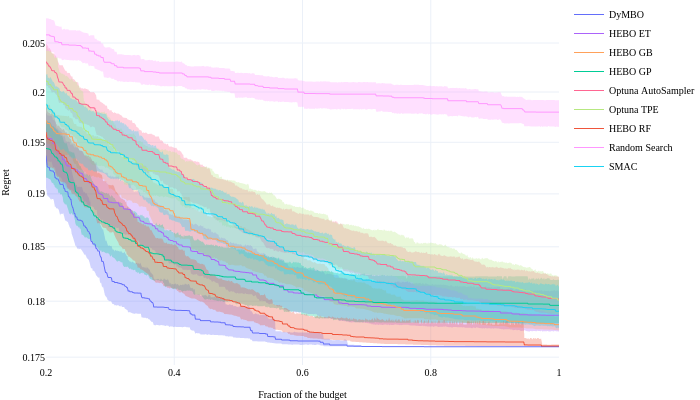 0.205
0.2
0.195
0.19
0.185
0.18
0.175
Regret
0.2
0.4
0.6
0.8
1
Fraction of the budget
DyMBO
HEBO ET
HEBO GB
HEBO GP
Optuna AutoSampler
Optuna TPE
HEBO RF
Random Search
SMAC